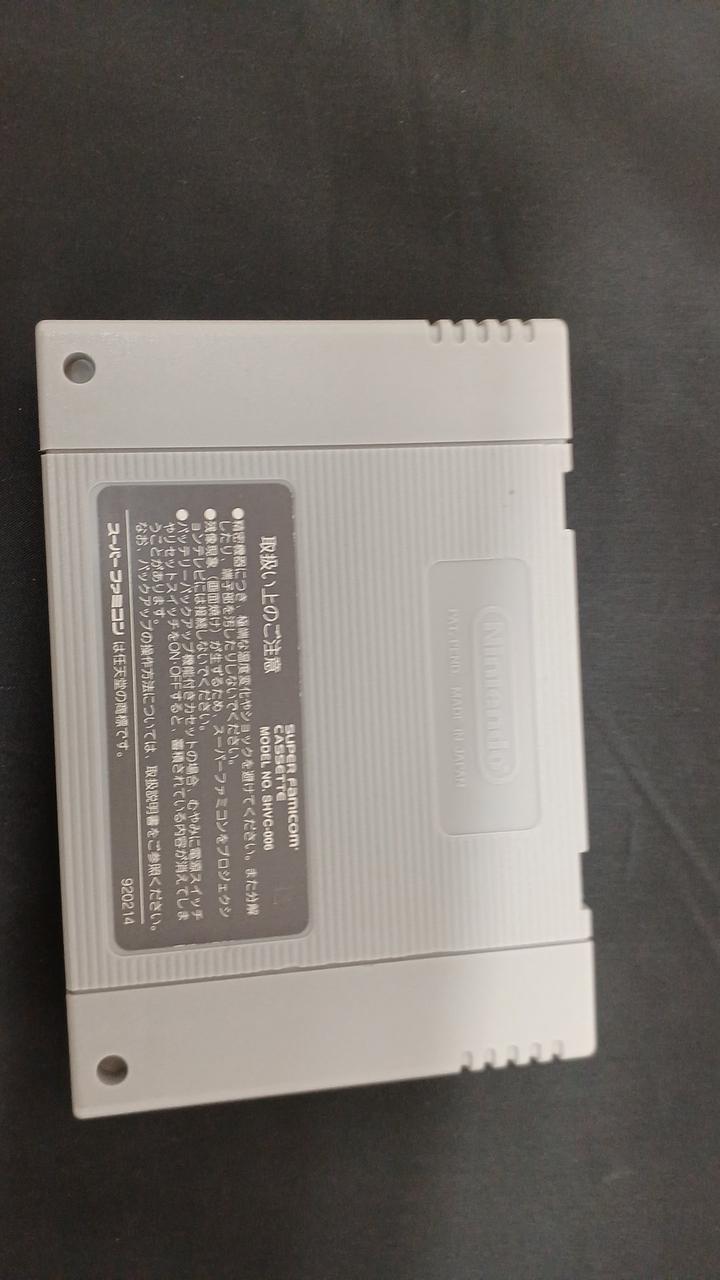 Nintendo®
PAT. PEND. MADE IN JAPAN
SUPER FAMICOM®
CASSETTE
MODEL NO. SHVC-006
取扱い上のご注意
●精密機器につき、極端な温度変化やショックを避けてください。また分解
したり、端子部を汚したりしないでください。
●残像現象（画面焼け）が生ずるため、スーパーファミコンをプロジェクシ
ョンテレビには接続しないでください。
●バッテリーバックアップ機能付きカセットの場合、むやみに電源スイッチ
やリセットスイッチをON・OFFすると、蓄積されている内容が消えてしま
うことがあります。
なお、バックアップの操作方法については、取扱説明書をご参照ください。
スーパーファミコンは任天堂の商標です。
920214